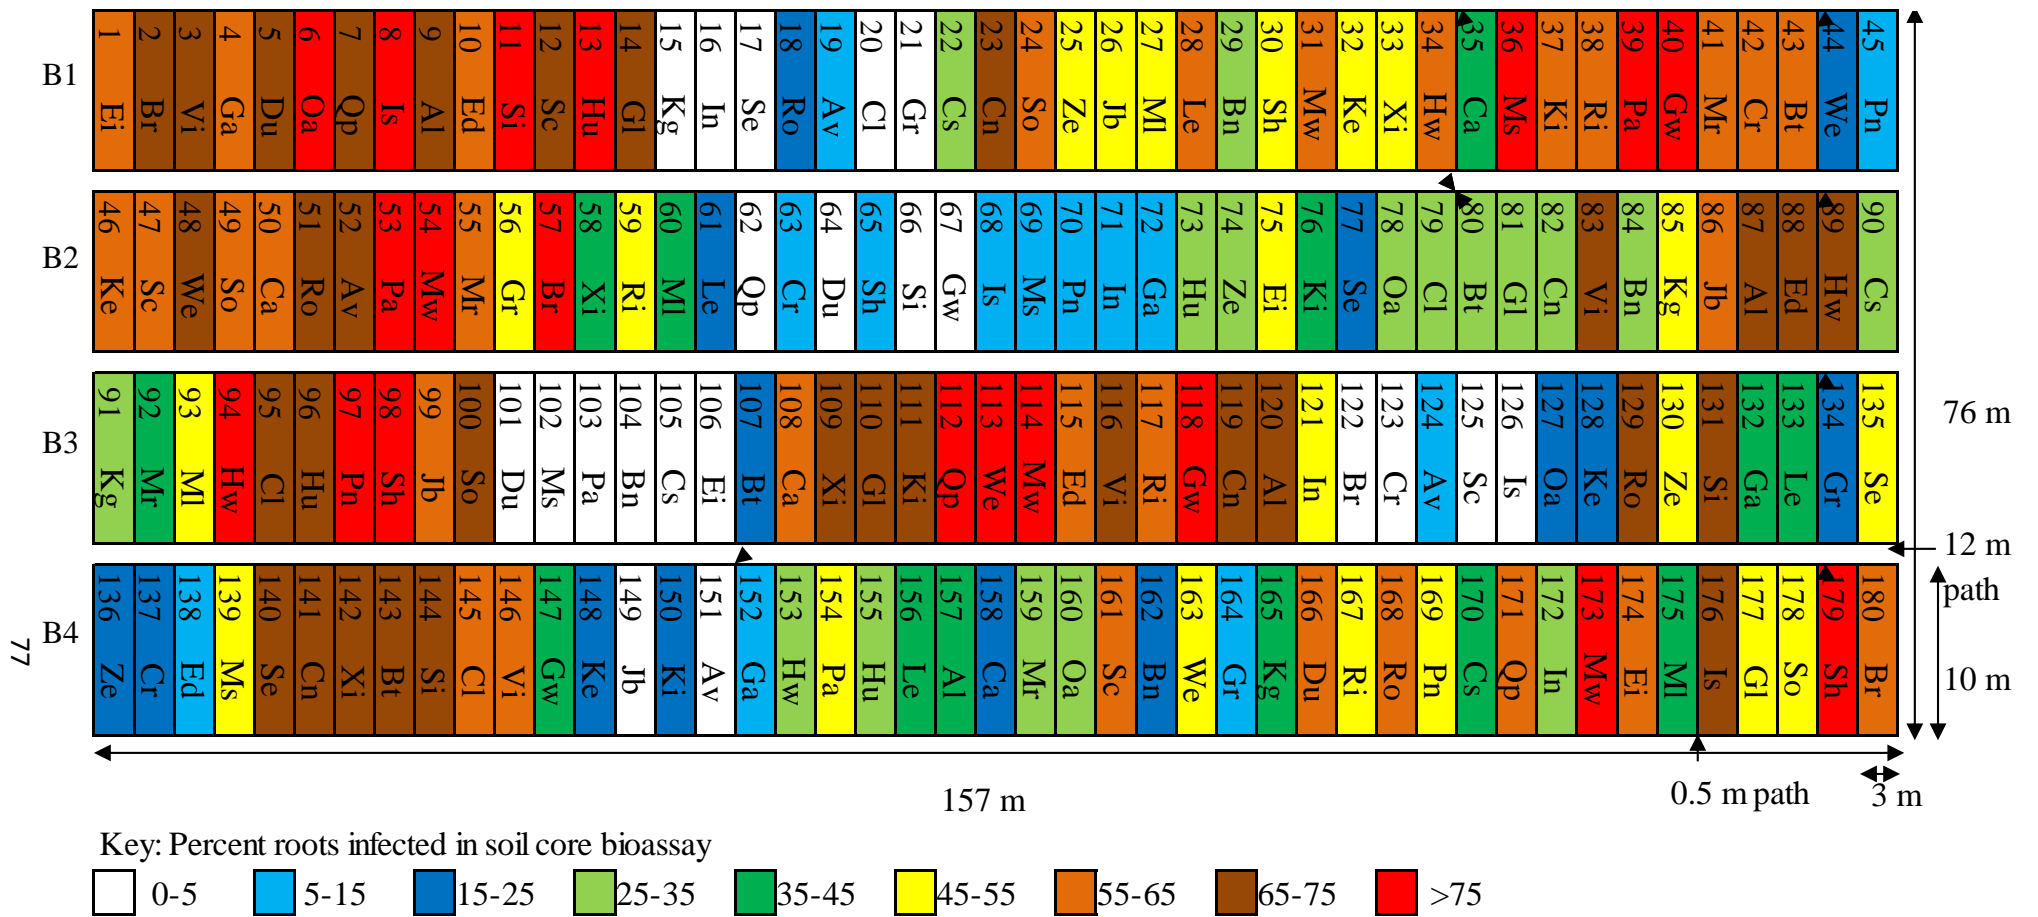 1 Ei 2 Br 3 Vi 4 Ga 5 Du 6 Oa 7 Qp 8 Is 9 Al 10 Ed 11 Si 12 Sc 13 Hu 14 Gl 15 Kg 16 In 17 Se 18 Ro 19 Av 20 Cl 21 Gr 22 Cs 23 Cn 24 So 25 Ze 26 Jb 27 Ml 28 Le 29 Bn 30 Sh 31 Mw 32 Ke 33 Xi 34 Hw 35 Ca 36 Ms 37 Ki 38 Ri 39 Pa 40 Gw 41 Mr 42 Cr 43 Bt 44 We 45 Pn
B1
46 Ke 47 Sc 48 We 49 So 50 Ca 51 Ro 52 Av 53 Pa 54 Mw 55 Mr 56 Gr 57 Br 58 Xi 59 Ri 60 Ml 61 Le 62 Qp 63 Cr 64 Du 65 Sh 66 Si 67 Gw 68 Is 69 Ms 70 Pn 71 In 72 Ga 73 Hu 74 Ze 75 Ei 76 Ki 77 Se 78 Oa 79 Cl 80 Bt 81 Gl 82 Cn 83 Vi 84 Bn 85 Kg 86 Jb 87 Al 88 Ed 89 Hw 90 Cs
B2
91 Kg 92 Mr 93 Ml 94 Hw 95 Cl 96 Hu 97 Pn 98 Sh 99 Jb 100 So 101 Du 102 Ms 103 Pa 104 Bn 105 Cs 106 Ei 107 Bt 108 Ca 109 Xi 110 Gl 111 Ki 112 Qp 113 We 114 Mw 115 Ed 116 Vi 117 Ri 118 Gw 119 Cn 120 Al 121 In 122 Br 123 Cr 124 Av 125 Sc 126 Is 127 Oa 128 Ke 129 Ro 130 Ze 131 Si 132 Ga 133 Le 134 Gr 135 Se
B3
76 m
12 m
path
136 Ze 137 Cr 138 Ed 139 Ms 140 Se 141 Cn 142 Xi 143 Bt 144 Si 145 Cl 146 Vi 147 Gw 148 Ke 149 Jb 150 Ki 151 Av 152 Ga 153 Hw 154 Pa 155 Hu 156 Le 157 Al 158 Ca 159 Mr 160 Oa 161 Sc 162 Bn 163 We 164 Gr 165 Kg 166 Du 167 Ri 168 Ro 169 Pn 170 Cs 171 Qp 172 In 173 Mw 174 Ei 175 Ml 176 Is 177 Gl 178 So 179 Sh 180 Br
B4
77
10 m
157 m
0.5 m path
3 m
Key: Percent roots infected in soil core bioassay
0-5 5-15 15-25 25-35 35-45 45-55 55-65 65-75 >75